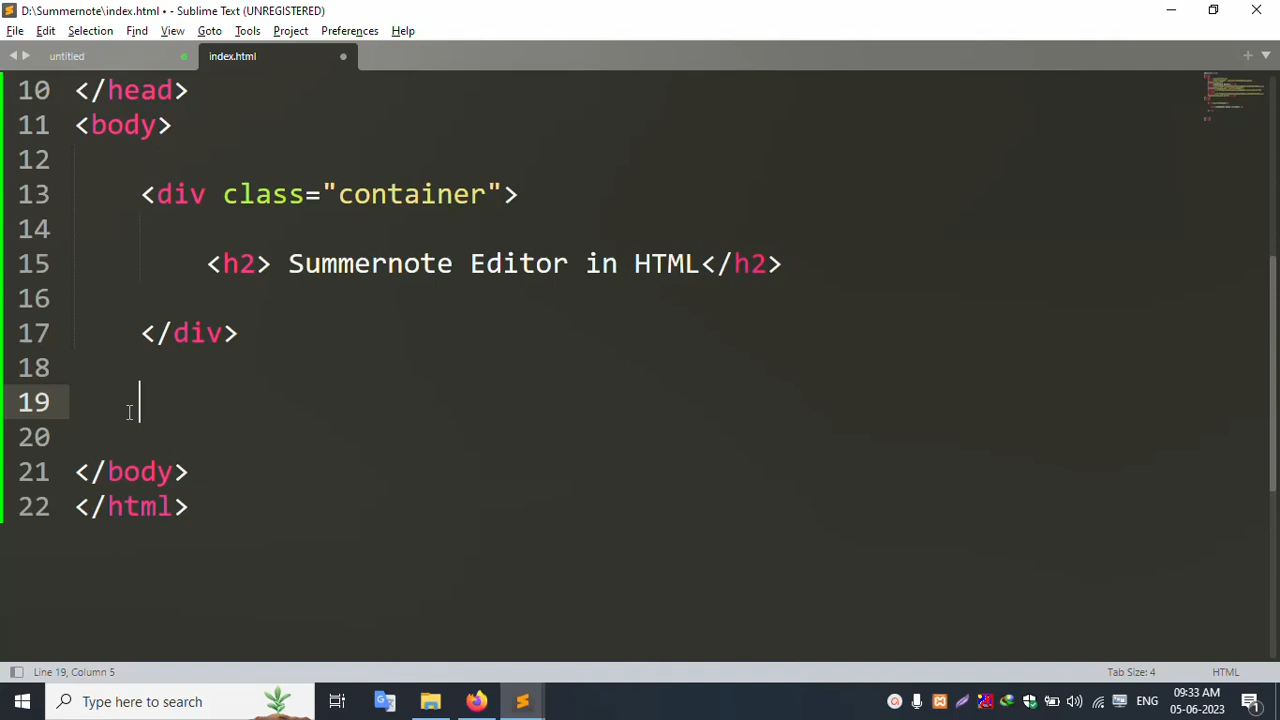 D:\Summernote\index.html • - Sublime Text (UNREGISTERED)
File Edit Selection Find View Goto Tools Project Preferences Help
untitled index.html
10 </head>
11 <body>
12
13 <div class="container">
14
15 <h2> Summernote Editor in HTML</h2>
16
17 </div>
18
19
20
21 </body>
22 </html>
Line 19, Column 5 Tab Size: 4 HTML
Type here to search ENG 09:33 AM
05-06-2023
1